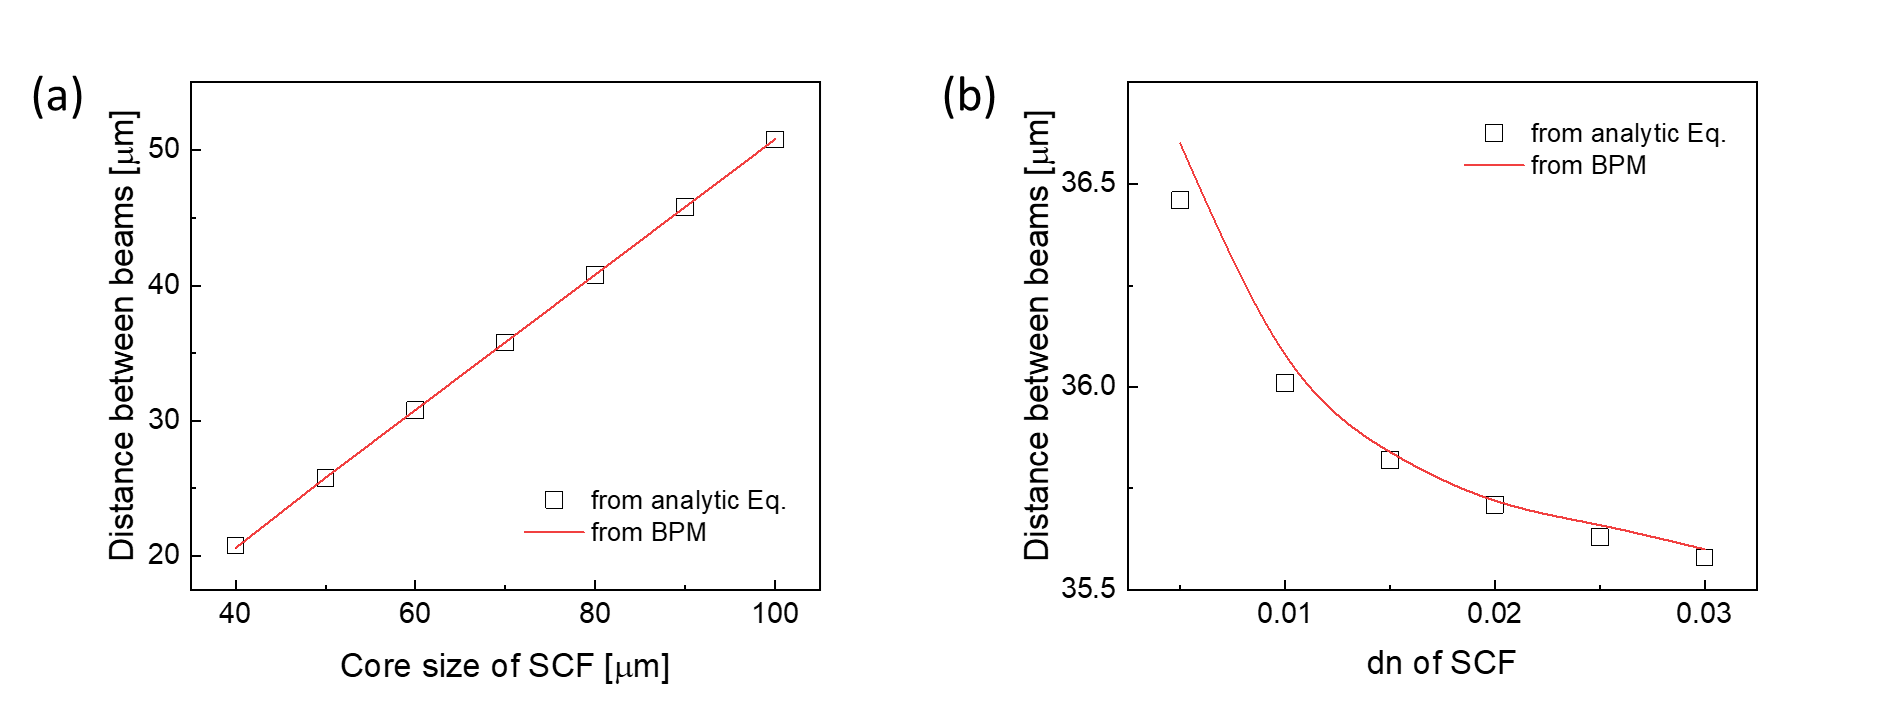 (a)
Distance between beams [μm]
50
40
30
20
from analytic Eq.
from BPM
40
60
80
100
Core size of SCF [μm]
(b)
Distance between beams [μm]
36.5
36.0
35.5
from analytic Eq.
from BPM
0.01
0.02
0.03
dn of SCF